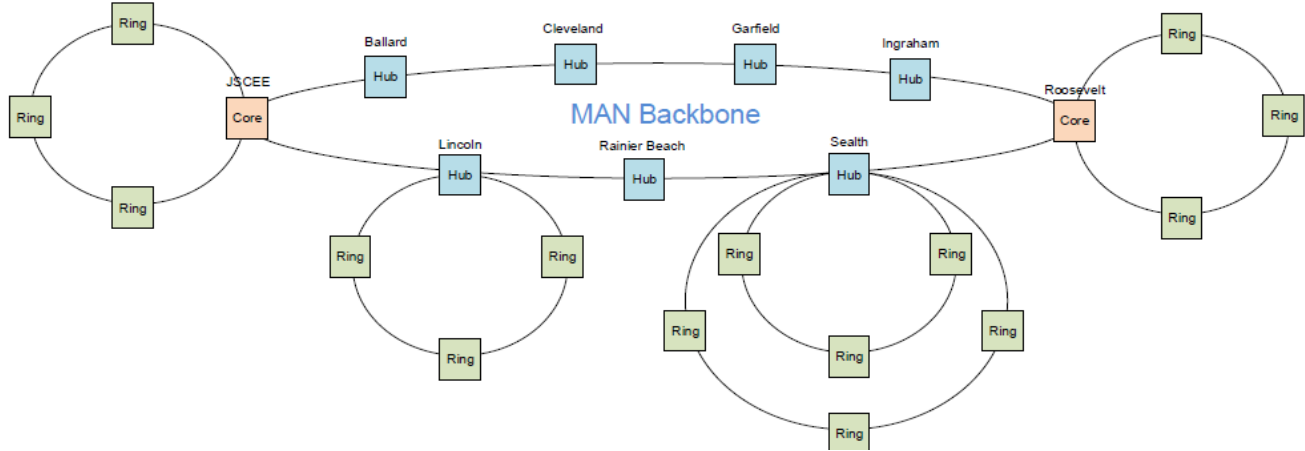 Ring
Ring
Cleveland
Garfield
Ballard
Ingraham
Hub
Hub
Hub
Hub
JSCEE
Roosevelt
Ring
Core
MAN Backbone
Core
Ring
Lincoln
Rainier Beach
Sealth
Hub
Hub
Hub
Ring
Ring
Ring
Ring
Ring
Ring
Ring
Ring
Ring
Ring
Ring